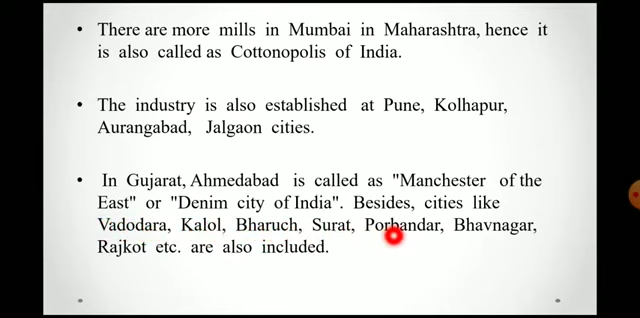 • There are more mills in Mumbai in Maharashtra, hence it
is also called as Cottonopolis of India.
• The industry is also established at Pune, Kolhapur,
Aurangabad, Jalgaon cities.
• In Gujarat, Ahmedabad is called as "Manchester of the
East" or "Denim city of India". Besides, cities like
Vadodara, Kalol, Bharuch, Surat, Porbandar, Bhavnagar,
Rajkot etc. are also included.